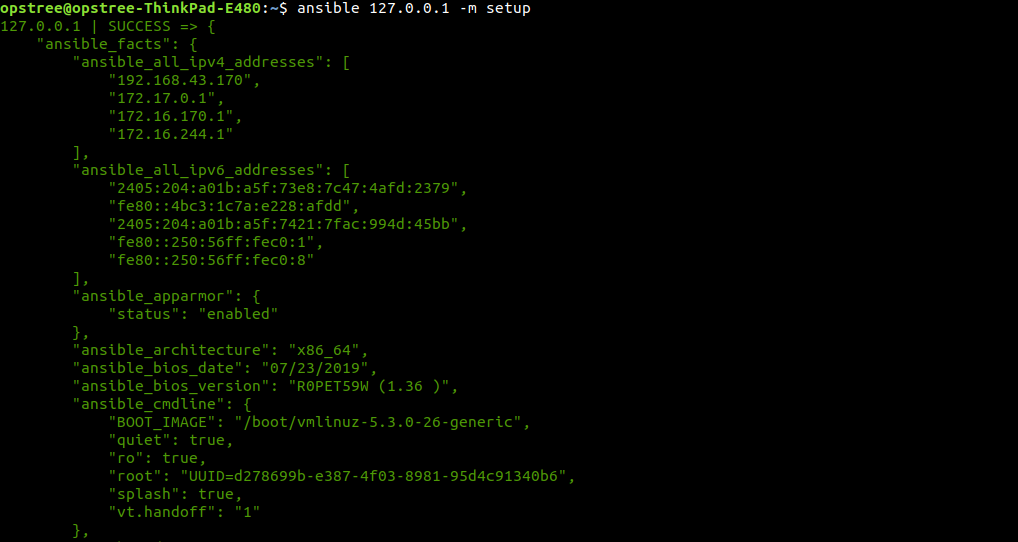 opstree@opstree-ThinkPad-E480:~$ ansible 127.0.0.1 -m setup
127.0.0.1 | SUCCESS => {
    "ansible_facts": {
        "ansible_all_ipv4_addresses": [
            "192.168.43.170",
            "172.17.0.1",
            "172.16.170.1",
            "172.16.244.1"
        ],
        "ansible_all_ipv6_addresses": [
            "2405:204:a01b:a5f:73e8:7c47:4afd:2379",
            "fe80::4bc3:1c7a:e228:afdd",
            "2405:204:a01b:a5f:7421:7fac:994d:45bb",
            "fe80::250:56ff:fec0:1",
            "fe80::250:56ff:fec0:8"
        ],
        "ansible_apparmor": {
            "status": "enabled"
        },
        "ansible_architecture": "x86_64",
        "ansible_bios_date": "07/23/2019",
        "ansible_bios_version": "R0PET59W (1.36 )",
        "ansible_cmdline": {
            "BOOT_IMAGE": "/boot/vmlinuz-5.3.0-26-generic",
            "quiet": true,
            "ro": true,
            "root": "UUID=d278699b-e387-4f03-8981-95d4c91340b6",
            "splash": true,
            "vt.handoff": "1"
        },